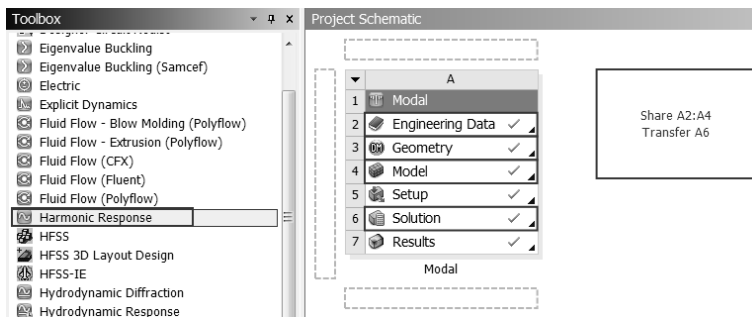 Toolbox
Project Schematic
Eigenvalue Buckling
Eigenvalue Buckling (Samcef)
Electric
Explicit Dynamics
Fluid Flow - Blow Molding (Polyflow)
Fluid Flow - Extrusion (Polyflow)
Fluid Flow (CFX)
Fluid Flow (Fluent)
Fluid Flow (Polyflow)
Harmonic Response
HFSS
HFSS 3D Layout Design
HFSS-IE
Hydrodynamic Diffraction
Hydrodynamic Response
A
1 Modal
2 Engineering Data
3 Geometry
4 Model
5 Setup
6 Solution
7 Results
Modal
Share A2:A4
Transfer A6